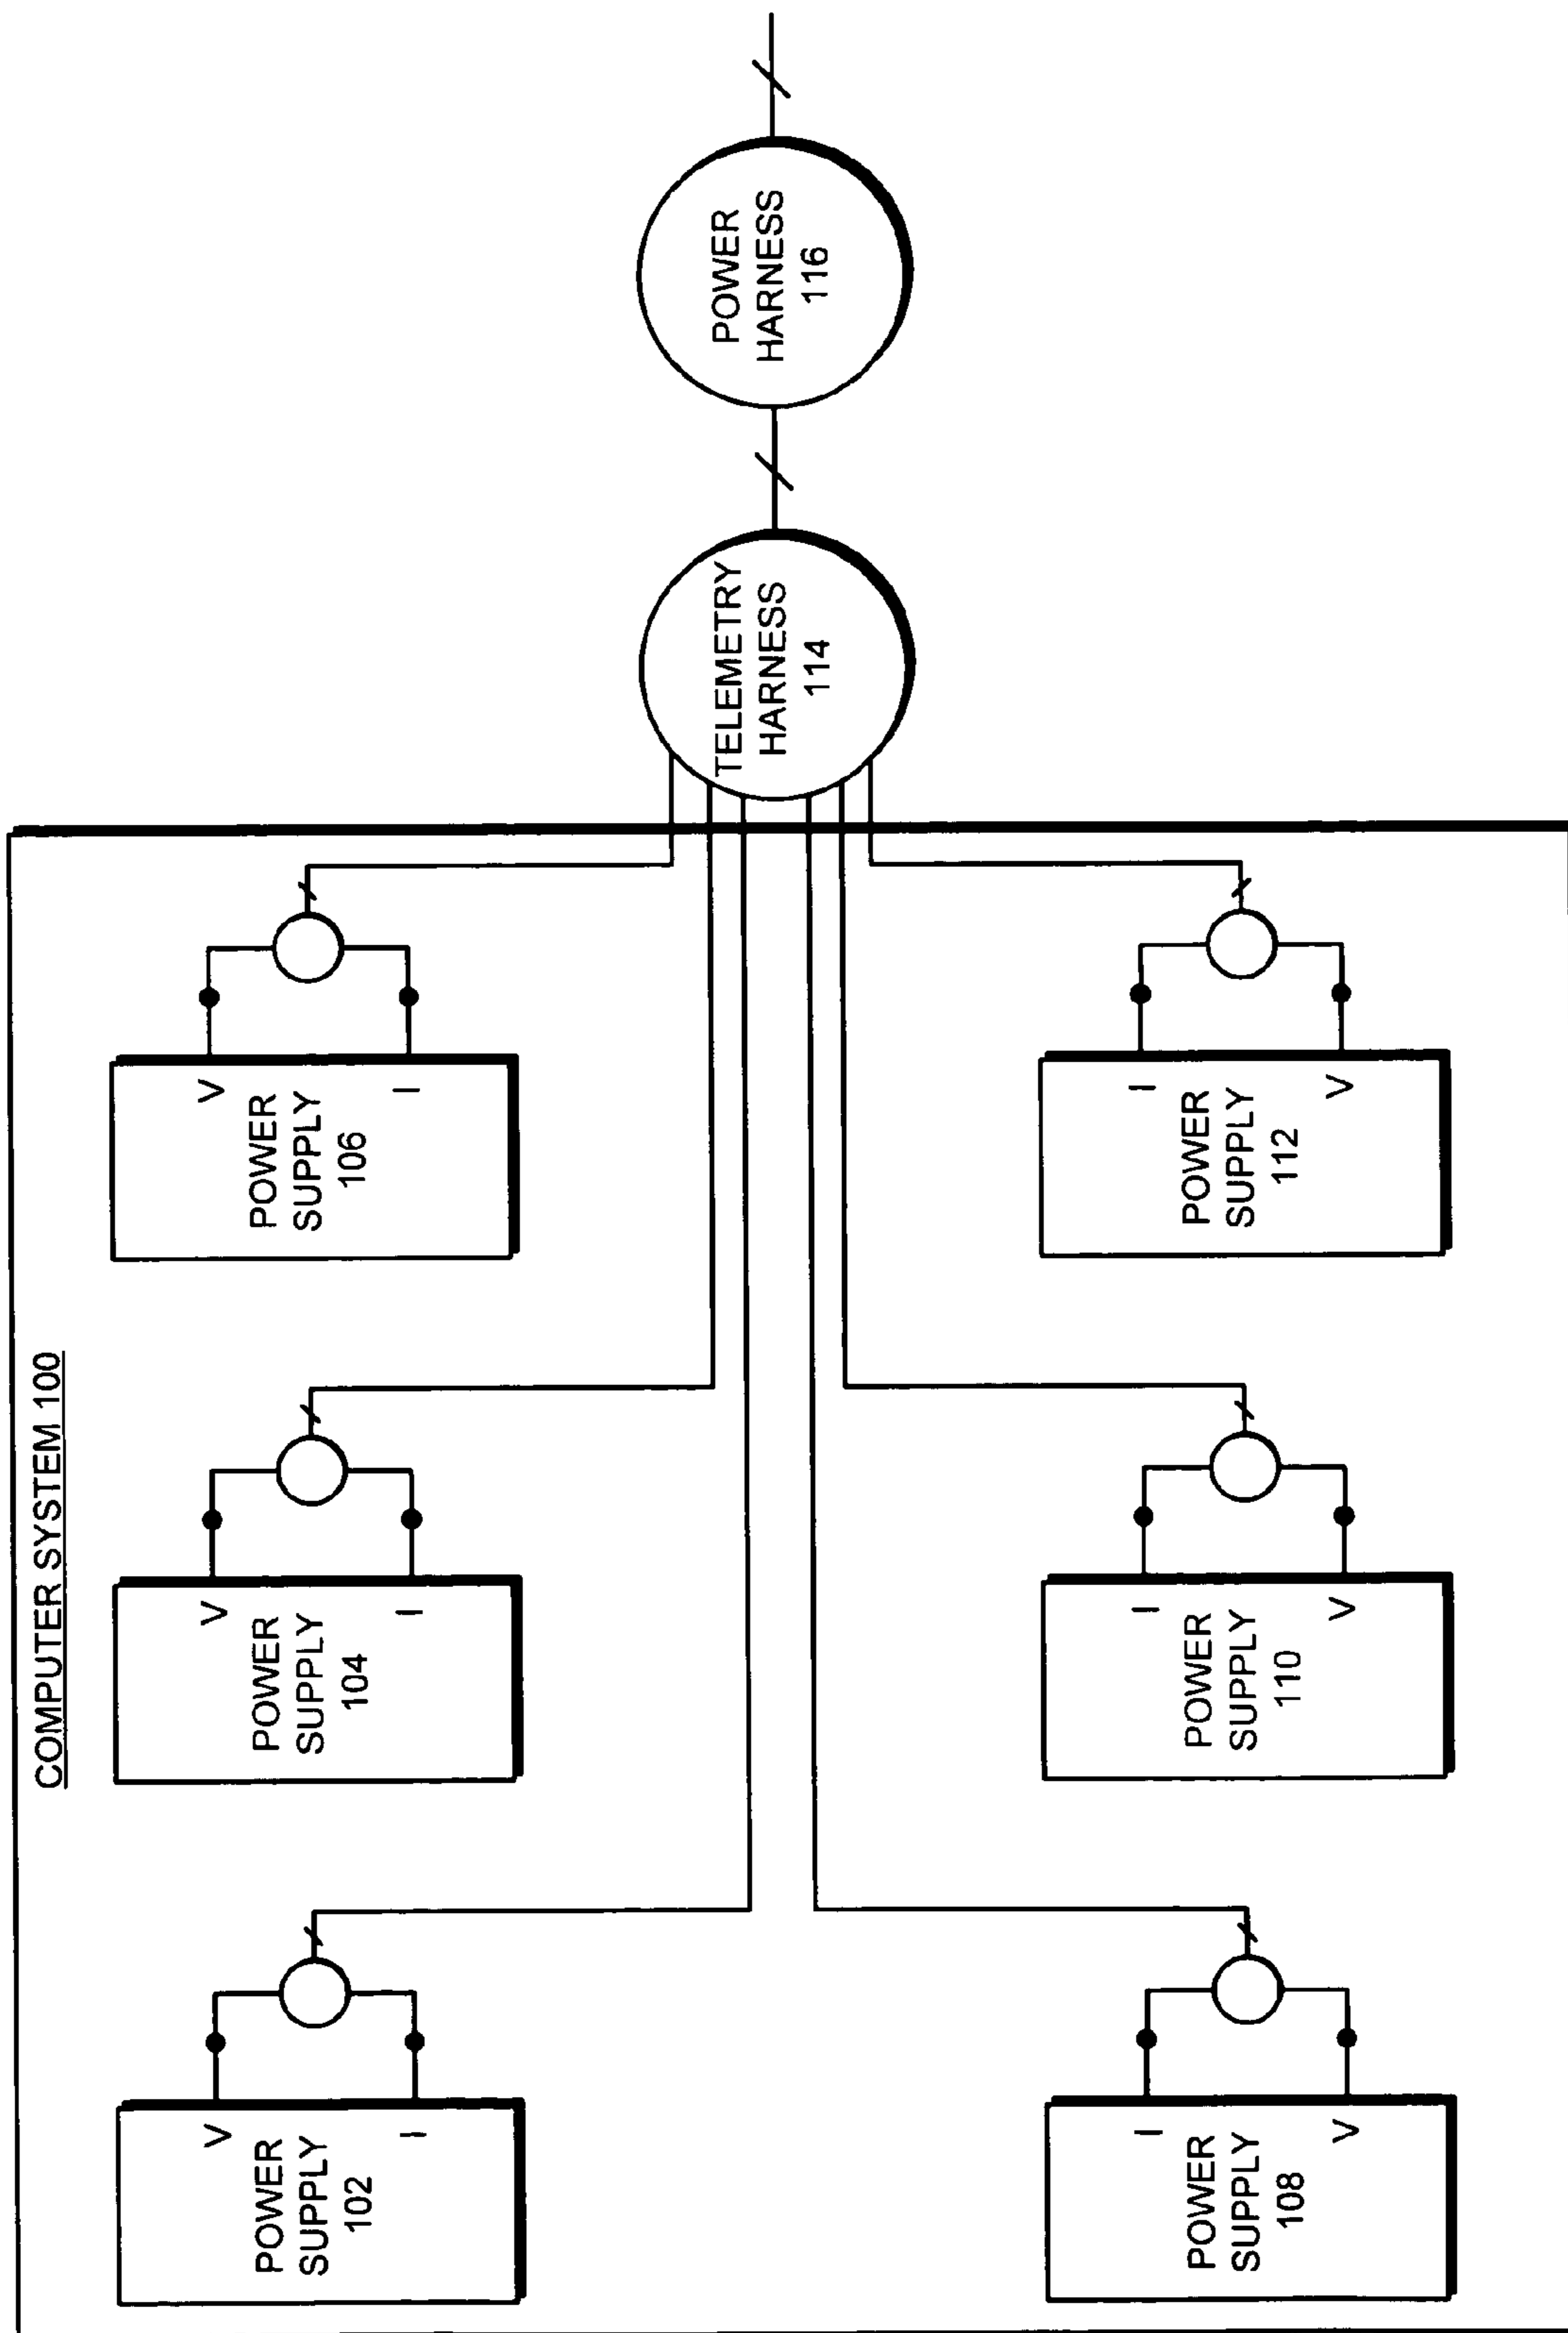 COMPUTER SYSTEM 100
V
I
POWER
SUPPLY
102
V
I
POWER
SUPPLY
104
V
I
POWER
SUPPLY
106
I
V
POWER
SUPPLY
108
I
V
POWER
SUPPLY
110
I
V
POWER
SUPPLY
112
TELEMETRY
HARNESS
114
POWER
HARNESS
116